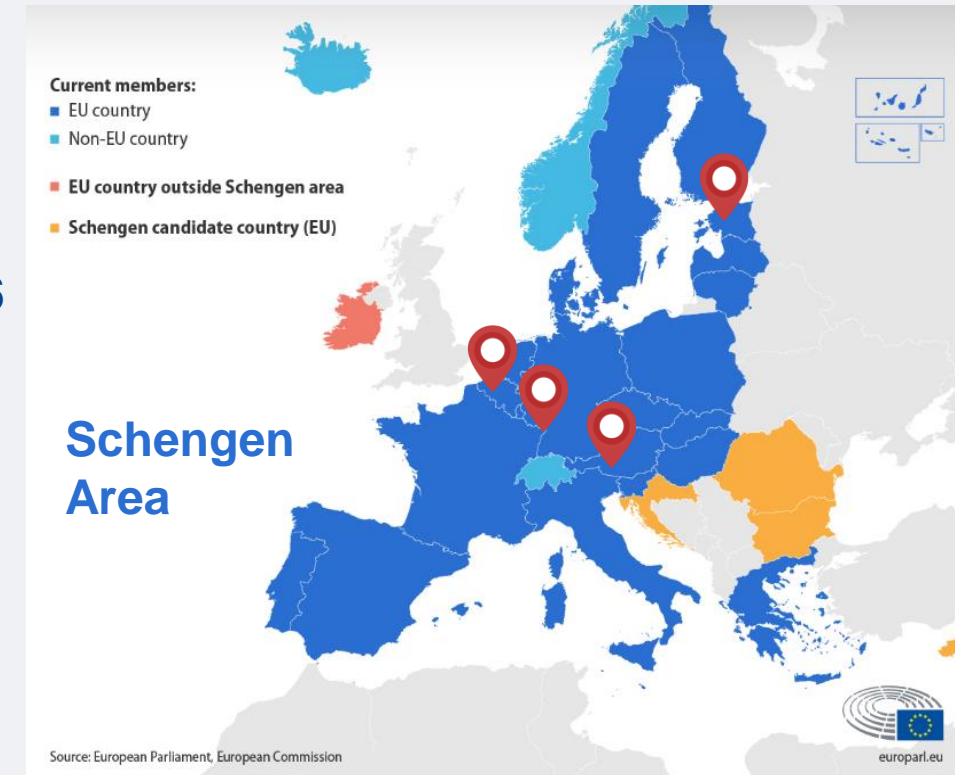 Current members:
EU country
Non-EU country
EU country outside Schengen area
Schengen candidate country (EU)
s
Schengen
Area
Source: European Parliament, European Commission
europarl.eu